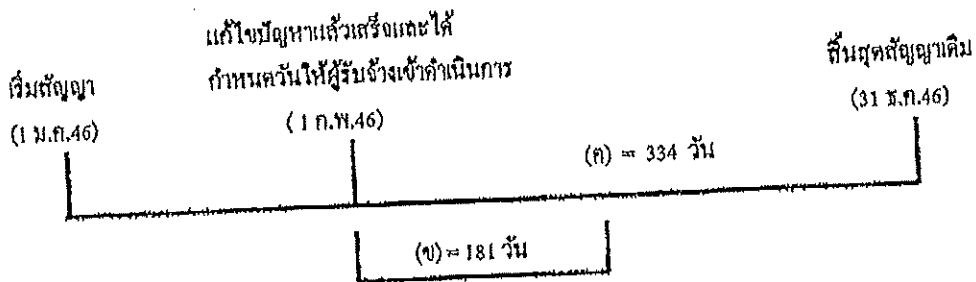 แก้ไขปัญหาแล้วเสร็จและได้
กำหนดวันให้ผู้รับจ้างเข้าดำเนินการ
(1 ก.พ.46)
เริ่มสัญญา
(1 ม.ค.46)
สิ้นสุดสัญญาเดิม
(31 ธ.ค.46)
(ค) = 334 วัน
(ข) = 181 วัน